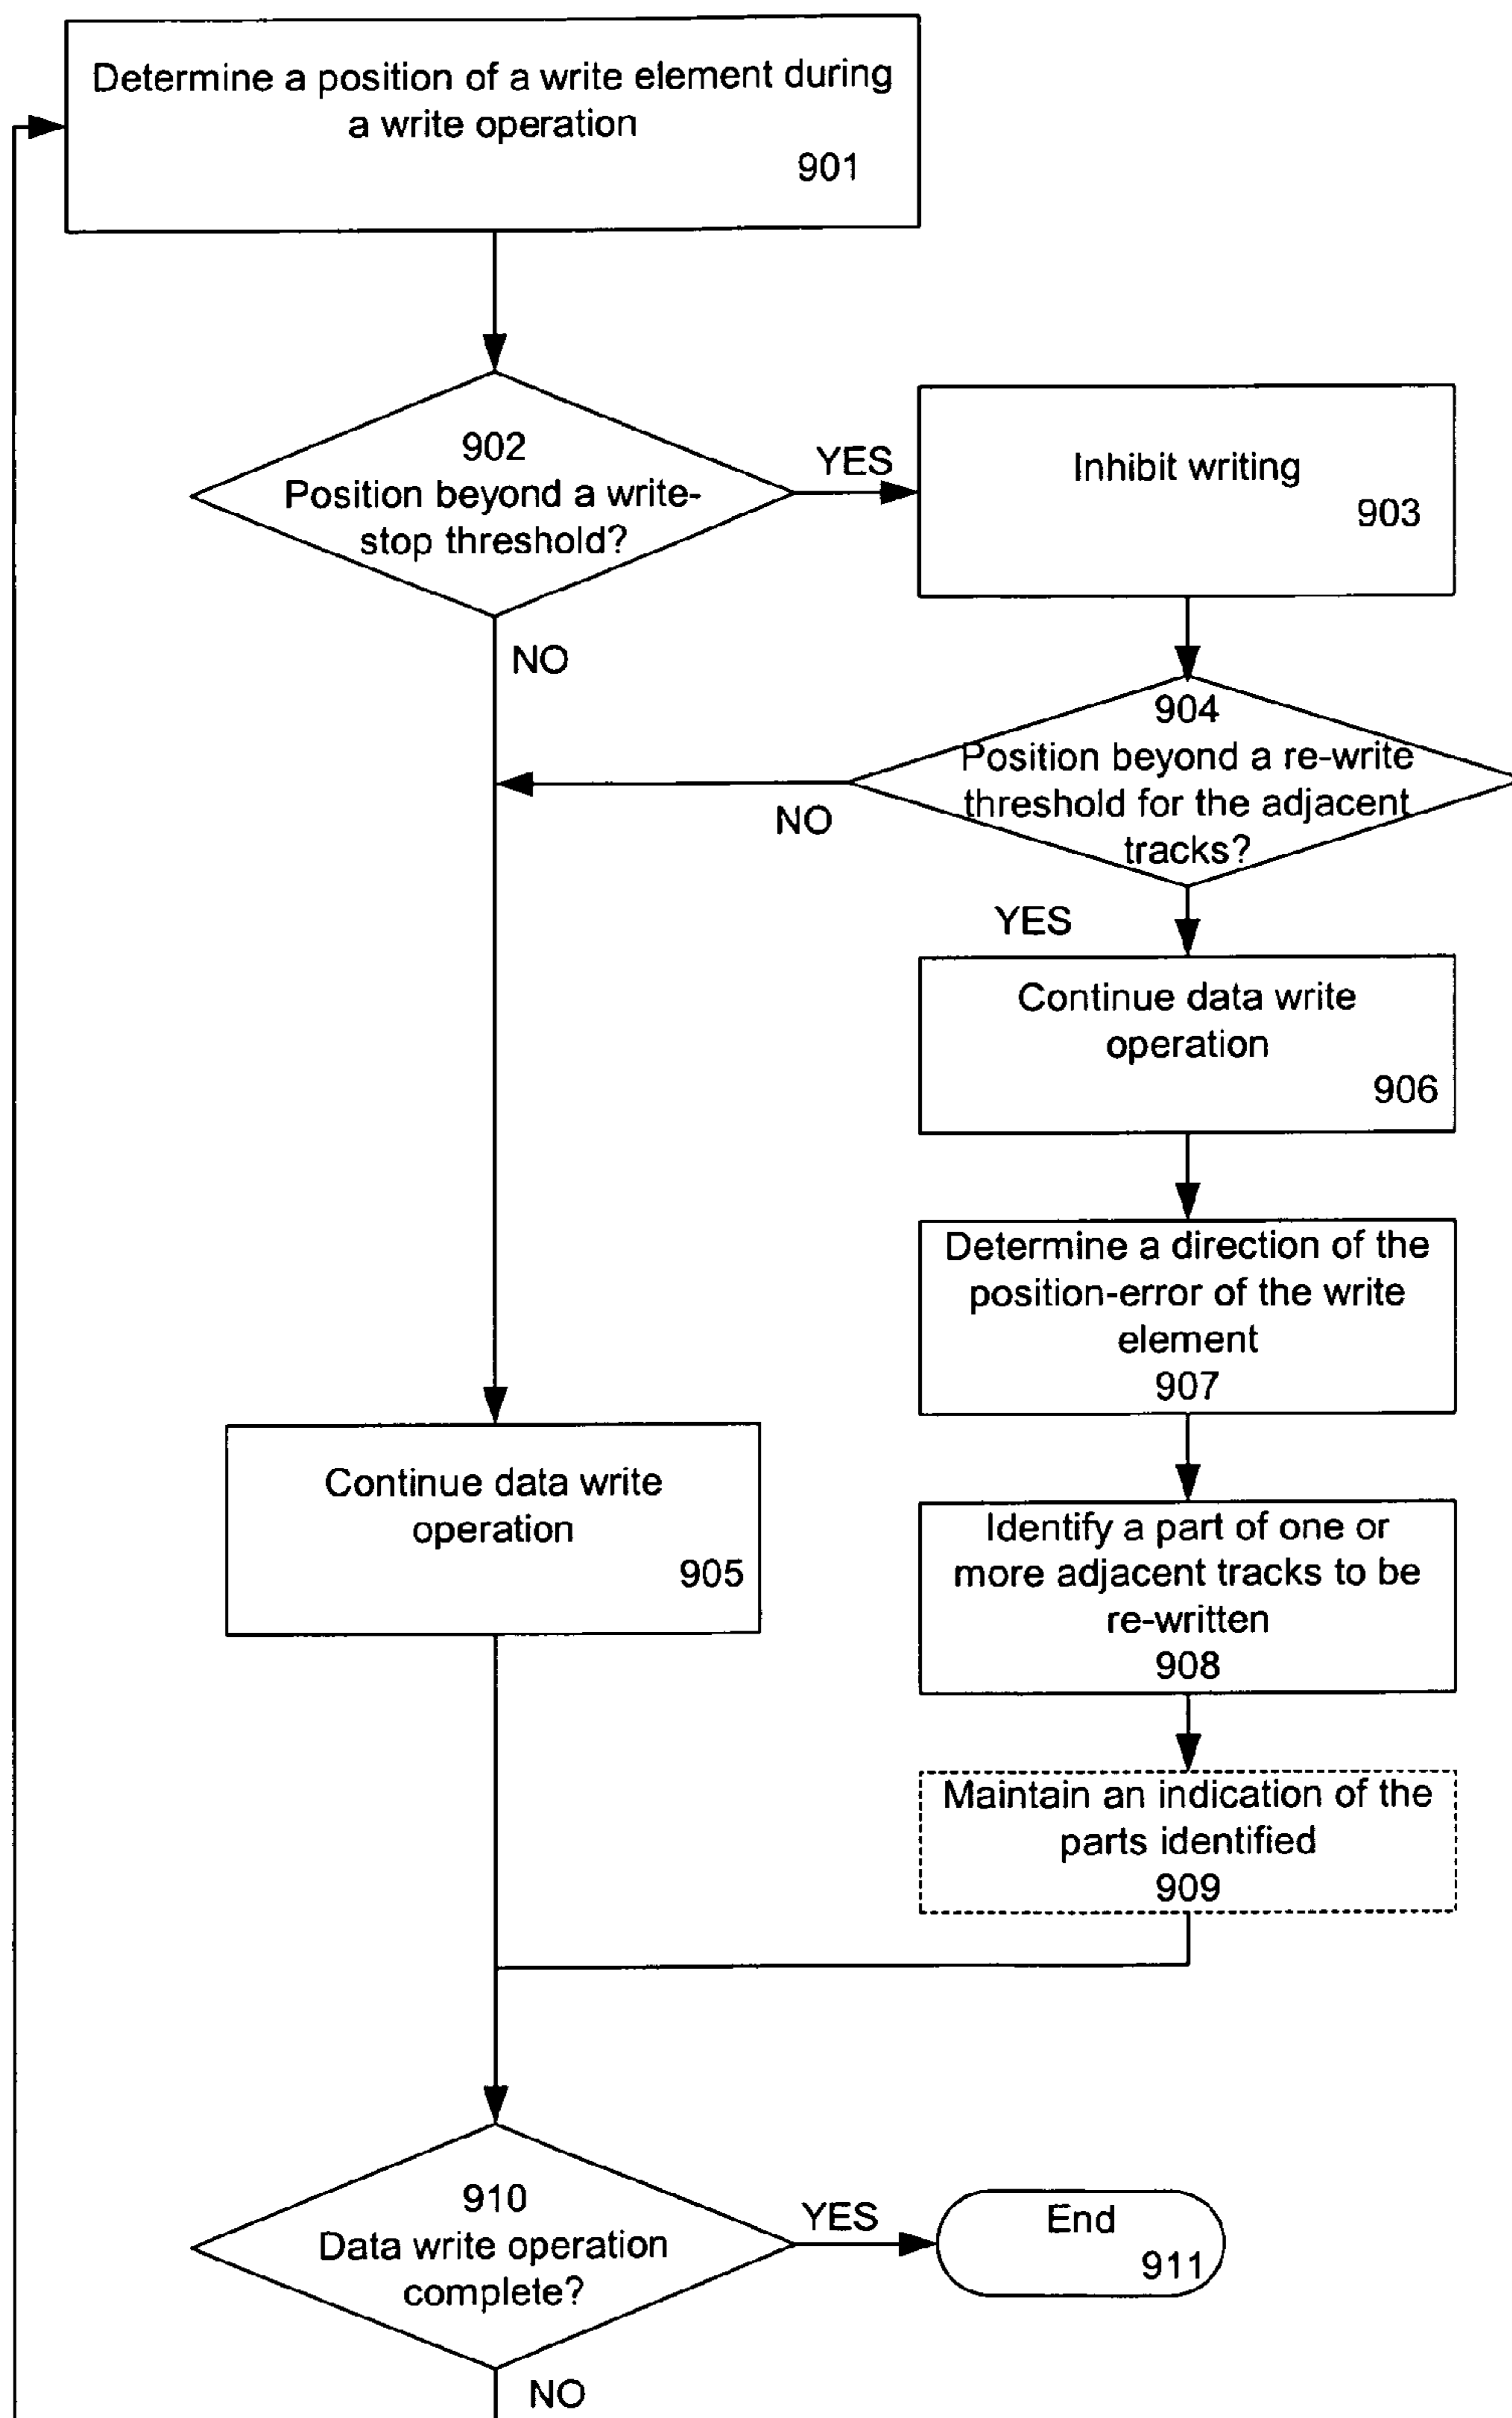 Determine a position of a write element during
a write operation
901
902
Position beyond a write-
stop threshold?
YES
NO
Inhibit writing
903
904
Position beyond a re-write
threshold for the adjacent
tracks?
NO
YES
Continue data write
operation
906
Determine a direction of the
position-error of the write
element
907
Continue data write
operation
905
Identify a part of one or
more adjacent tracks to be
re-written
908
Maintain an indication of the
parts identified
909
910
Data write operation
complete?
YES
NO
End
911